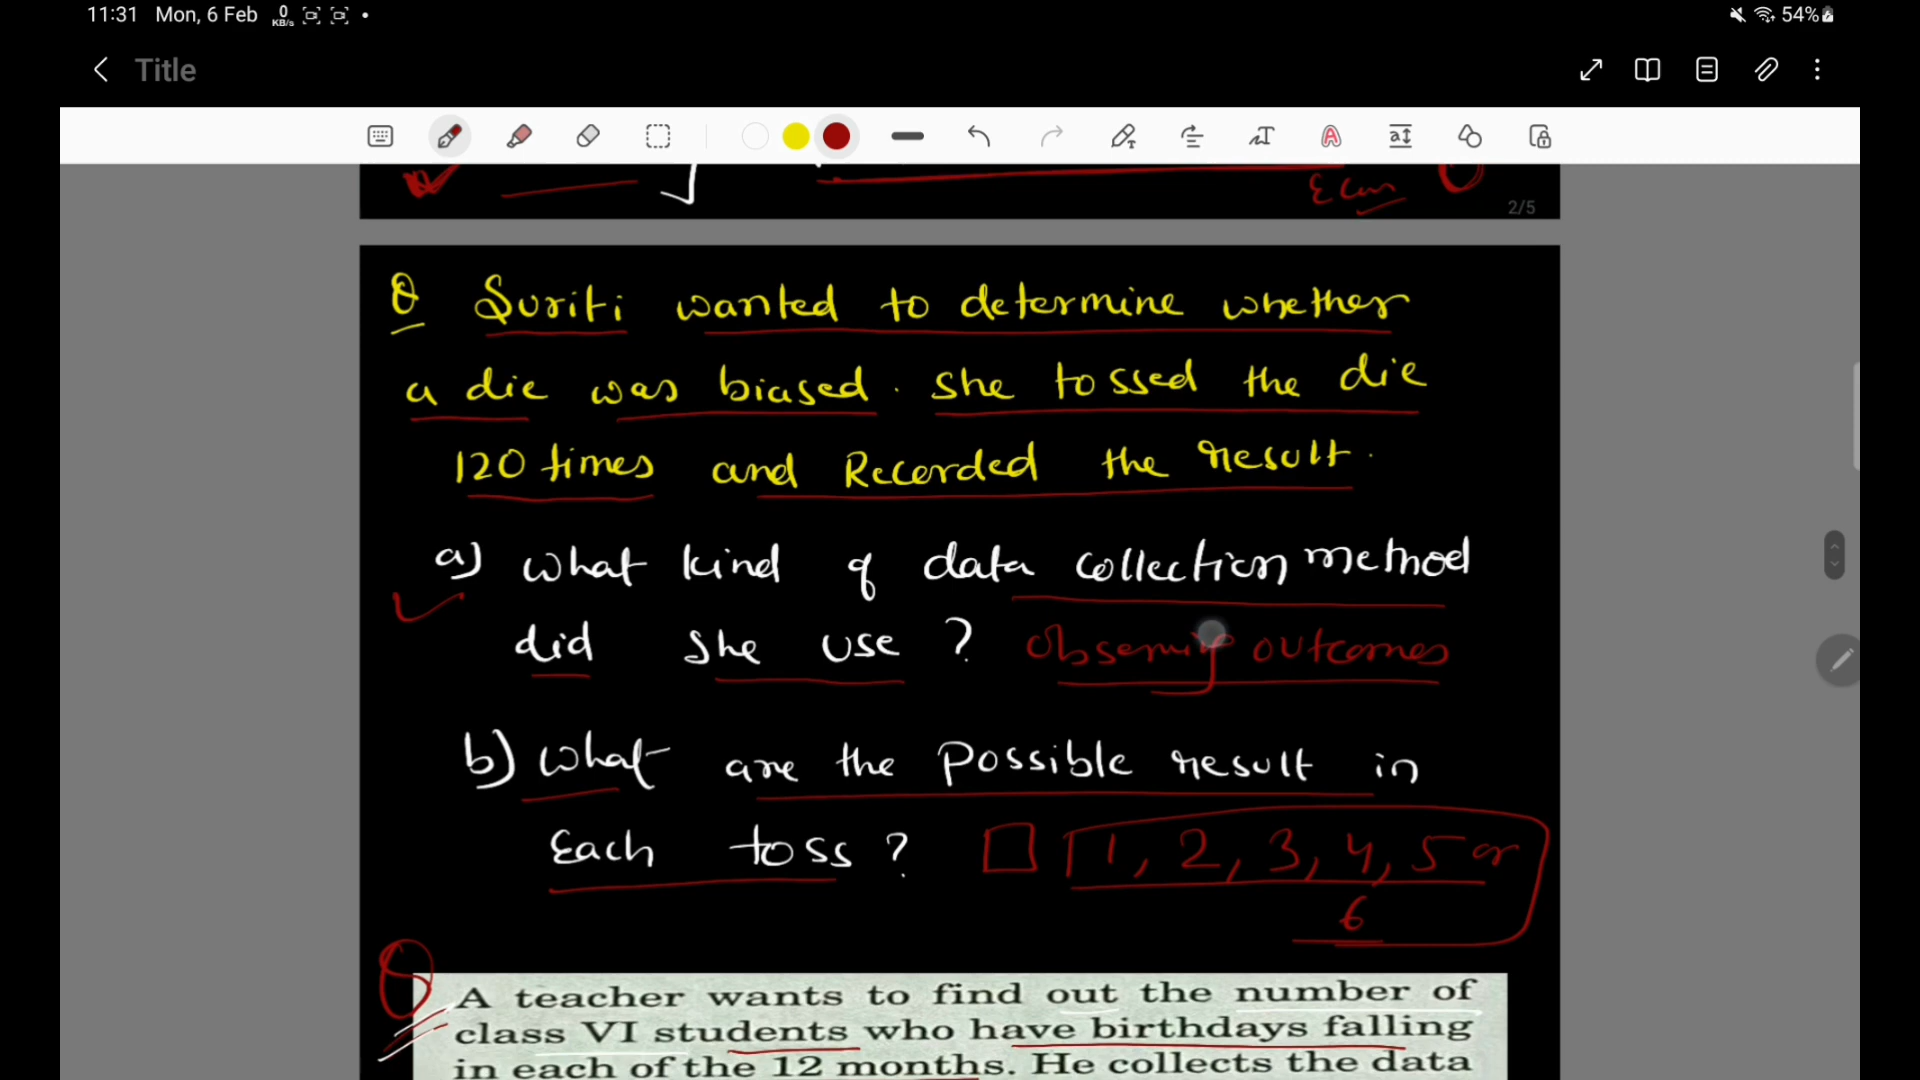 11:31 Mon, 6 Feb 0 KB/s 54%
Title
2/5
Q Suriti wanted to determine whether
a die was biased. She tossed the die
120 times and Recorded the result.
a) what kind of data collection method
did she use ? observing outcomes
b) what are the possible result in
Each toss ? 1, 2, 3, 4, 5 or
6
Q
A teacher wants to find out the number of
class VI students who have birthdays falling
in each of the 12 months. He collects the data